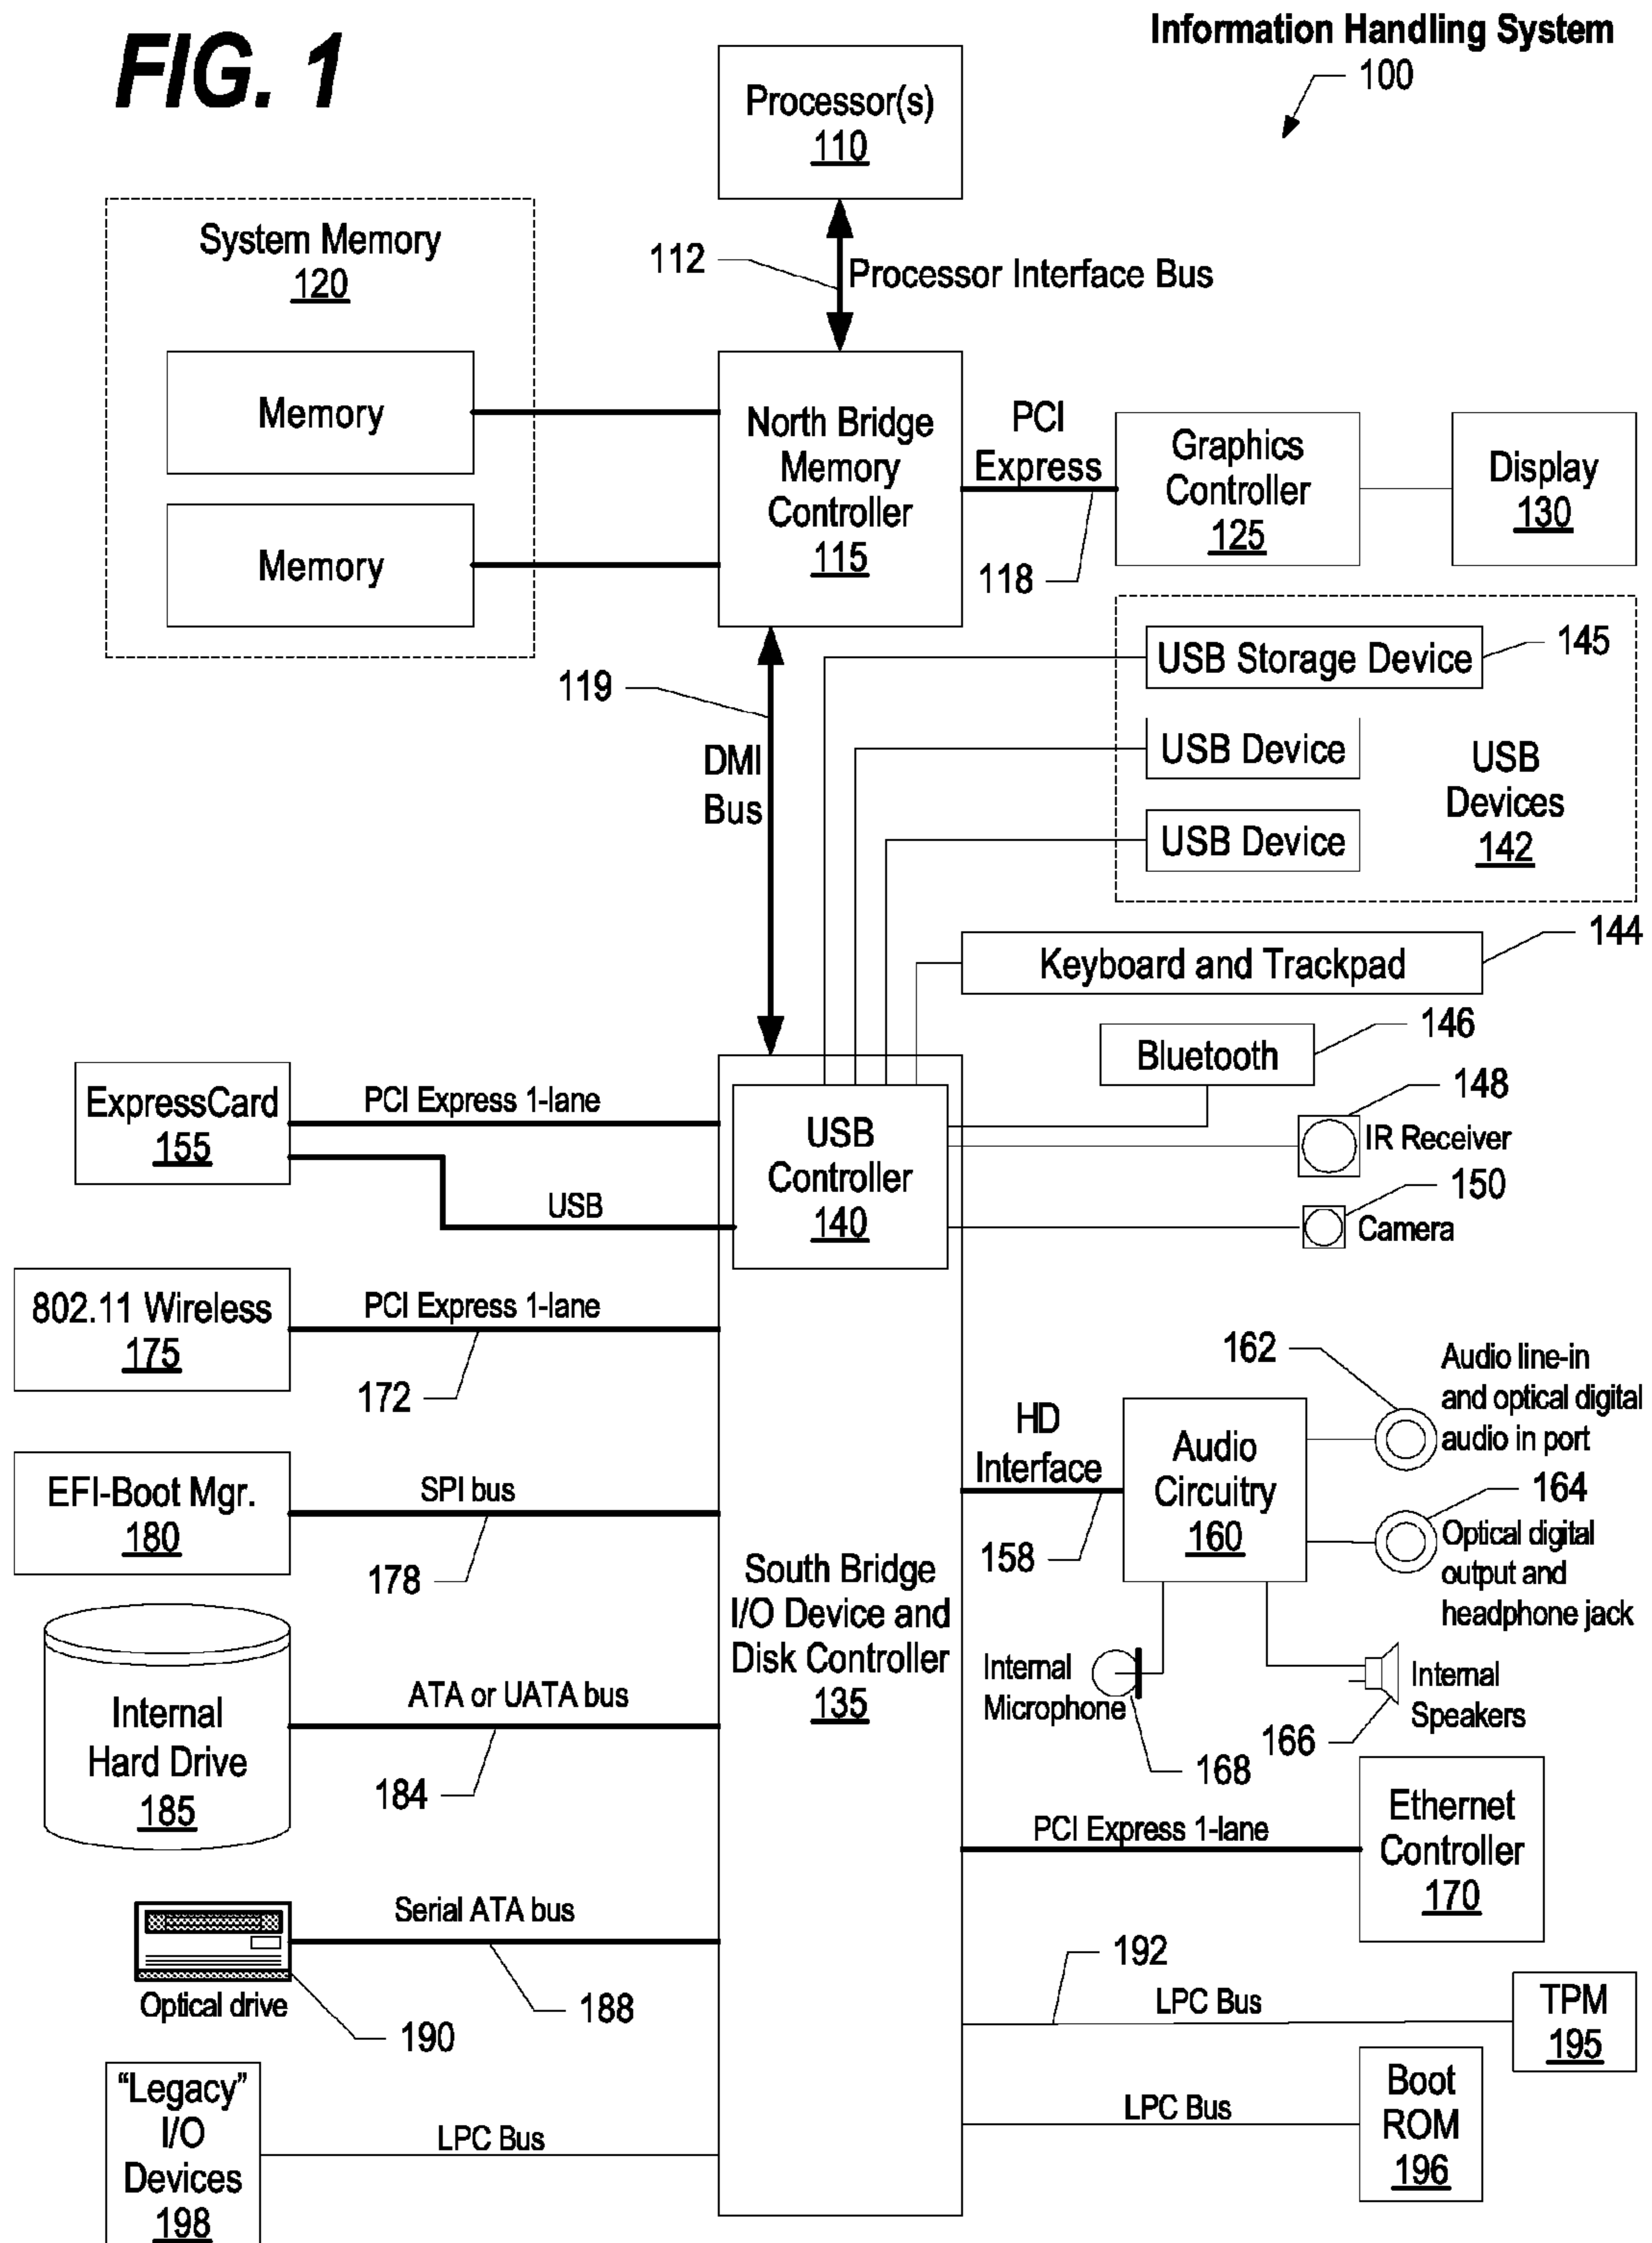 FIG. 1
Information Handling System
100
Processor(s)
110
112
Processor Interface Bus
System Memory
120
Memory
Memory
North Bridge
Memory
Controller
115
PCI
Express
118
Graphics
Controller
125
Display
130
119
DMI
Bus
USB Storage Device
145
USB Device
USB Device
USB
Devices
142
Keyboard and Trackpad
144
Bluetooth
146
148
IR Receiver
150
Camera
ExpressCard
155
PCI Express 1-lane
USB
USB
Controller
140
802.11 Wireless
175
PCI Express 1-lane
172
EFI-Boot Mgr.
180
SPI bus
178
Internal
Hard Drive
185
ATA or UATA bus
184
South Bridge
I/O Device and
Disk Controller
135
HD
Interface
158
Audio
Circuitry
160
162
Audio line-in
and optical digital
audio in port
164
Optical digital
output and
headphone jack
Internal
Microphone
168
Internal
Speakers
166
PCI Express 1-lane
Ethernet
Controller
170
Serial ATA bus
188
Optical drive
190
192
LPC Bus
TPM
195
LPC Bus
Boot
ROM
196
“Legacy”
I/O
Devices
198
LPC Bus